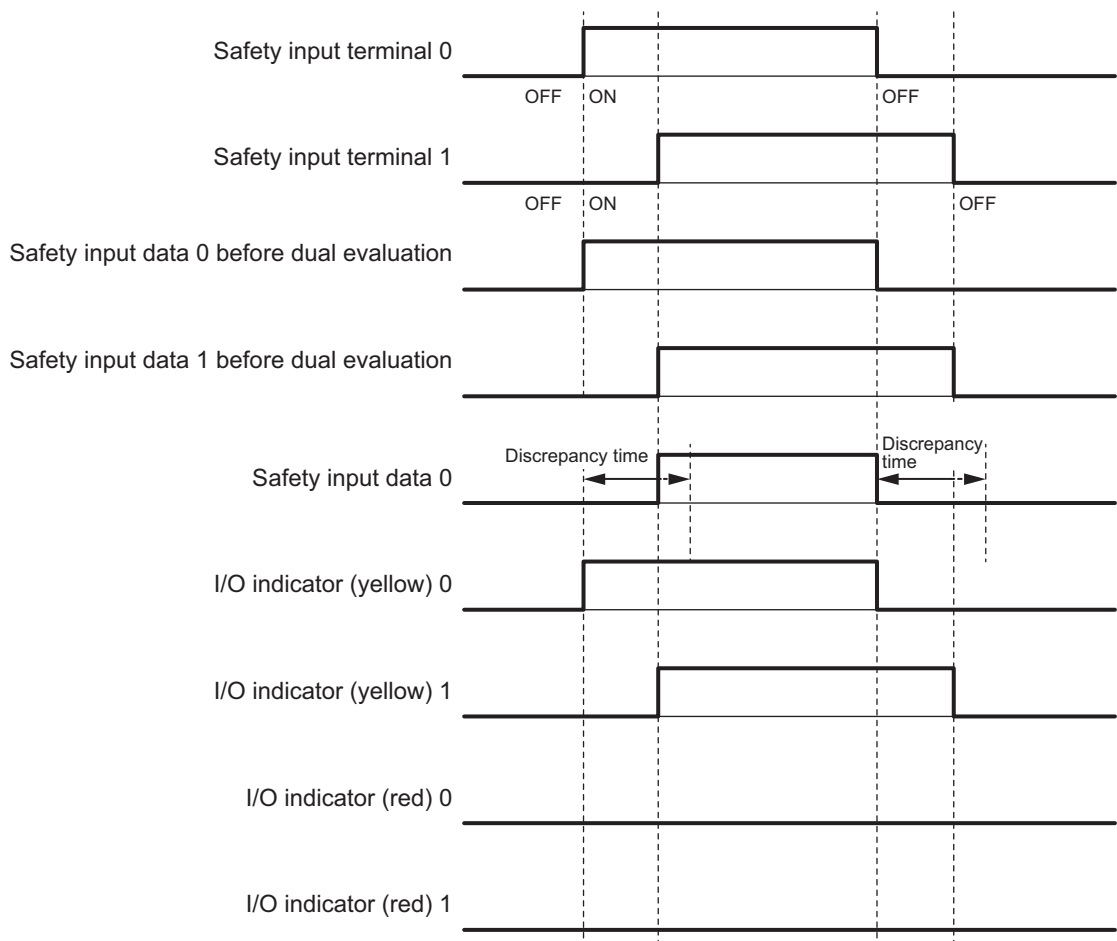 Safety input terminal 0
OFF ON OFF
Safety input terminal 1
OFF ON OFF
Safety input data 0 before dual evaluation
Safety input data 1 before dual evaluation
Discrepancy time
Discrepancy
time
Safety input data 0
I/O indicator (yellow) 0
I/O indicator (yellow) 1
I/O indicator (red) 0
I/O indicator (red) 1